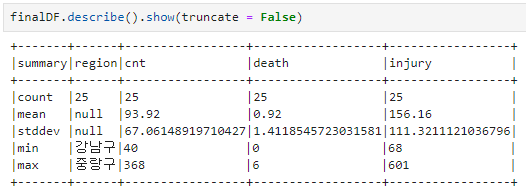 finalDF.describe().show(truncate = False)
+-------+------+-----------------+------------------+-----------------+
|summary|region|cnt              |death             |injury           |
+-------+------+-----------------+------------------+-----------------+
|count  |25    |25               |25                |25               |
|mean   |null  |93.92            |0.92              |156.16           |
|stddev |null  |67.06148919710427|1.4118545723031581|111.3211121036796|
|min    |강남구|40               |0                 |68               |
|max    |중랑구|368              |6                 |601              |
+-------+------+-----------------+------------------+-----------------+